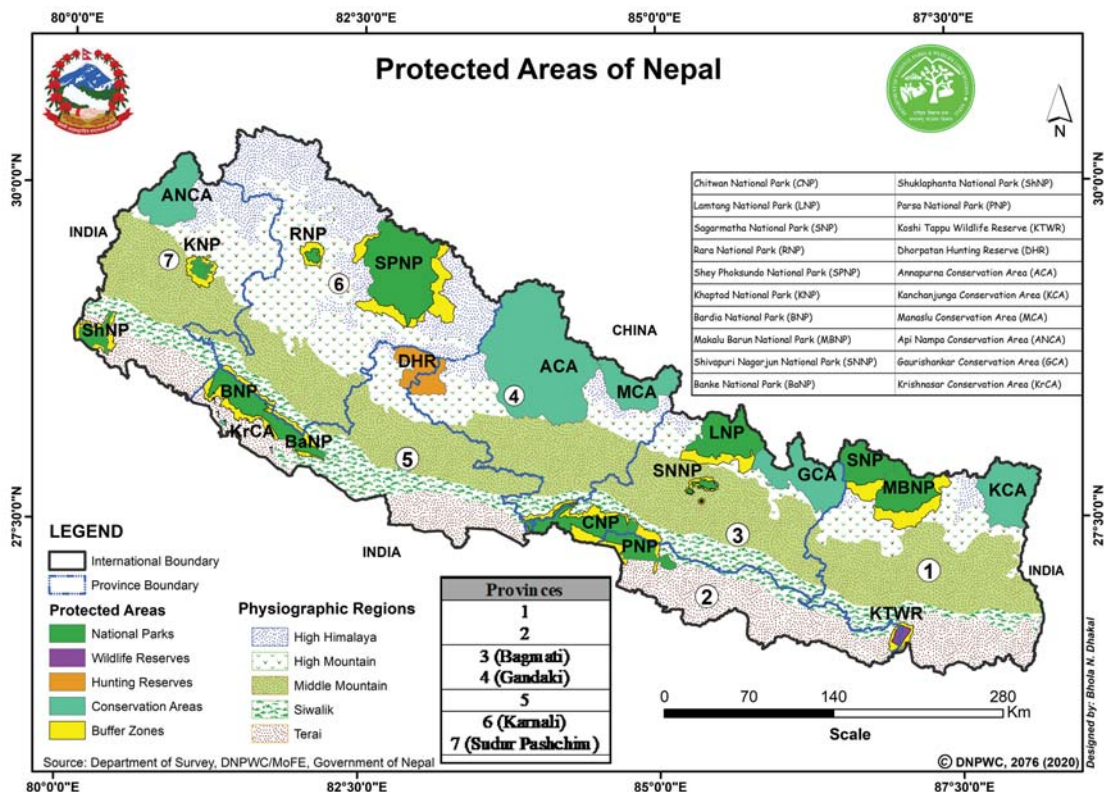 80°0'0"E 82°30'0"E 85°0'0"E 87°30'0"E
Protected Areas of Nepal
N
30°0'0"N
30°0'0"N
Chitwan National Park (CNP) Shuklaphanta National Park (ShNP)
Lamtang National Park (LNP) Parsa National Park (PNP)
Sagarmatha National Park (SNP) Koshi Tappu Wildlife Reserve (KTWR)
Rara National Park (RNP) Dhorpatan Hunting Reserve (DHR)
Shey Phoksundo National Park (SPNP) Annapurna Conservation Area (ACA)
Khaptad National Park (KNP) Kanchanjunga Conservation Area (KCA)
Bardia National Park (BNP) Manaslu Conservation Area (MCA)
Makalu Barun National Park (MBNP) Api Nampa Conservation Area (ANCA)
Shivapuri Nagarjun National Park (SNNP) Gaurishankar Conservation Area (GCA)
Banke National Park (BaNP) Krishnasar Conservation Area (KrCA)
ANCA
INDIA
KNP
RNP
7
SPNP
6
ShNP
CHINA
DHR
ACA
MCA
4
BNP
KrCA
BaNP
5
LNP
SNNP
GCA
SNP
MBNP
KCA
27°30'0"N
27°30'0"N
CNP
PNP
3
INDIA
1
INDIA
2
KTWR
LEGEND
International Boundary
Province Boundary
Protected Areas
National Parks
Wildlife Reserves
Hunting Reserves
Conservation Areas
Buffer Zones
Physiographic Regions
High Himalaya
High Mountain
Middle Mountain
Siwalik
Terai
Provinces
1
2
3 (Bagmati)
4 (Gandaki)
5
6 (Karnali)
7 (Sudur Pashchim)
0 70 140 280
Km
Scale
Designed by: Bhola N. Dhakal
Source: Department of Survey, DNPWC/MoFE, Government of Nepal
© DNPWC, 2076 (2020)
80°0'0"E 82°30'0"E 85°0'0"E 87°30'0"E